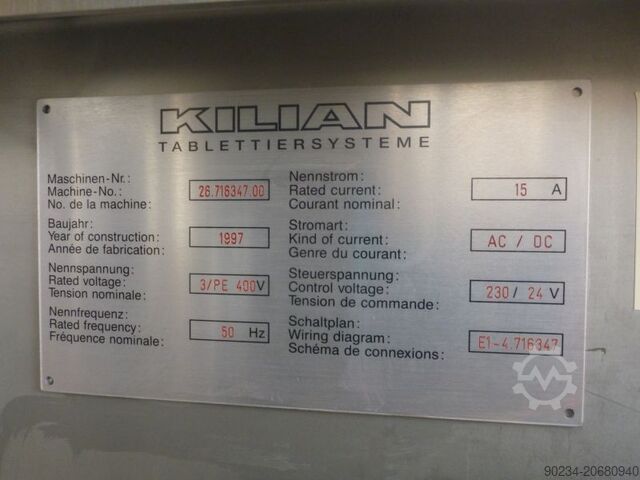 KILIAN
TABLETTIERSYSTEME
Maschinen-Nr.:
Machine-No.: 26.716347.00
No. de la machine:
Baujahr:
Year of construction: 1997
Année de fabrication:
Nennspannung:
Rated voltage: 3/PE 400V
Tension nominale:
Nennfrequenz:
Rated frequency: 50 Hz
Fréquence nominale:
Nennstrom:
Rated current: 15 A
Courant nominal:
Stromart:
Kind of current: AC / DC
Genre du courant:
Steuerspannung:
Control voltage: 230/ 24 V
Tension de commande:
Schaltplan:
Wiring diagram: E1-4.716347
Schéma de connexions:
90234-20680940